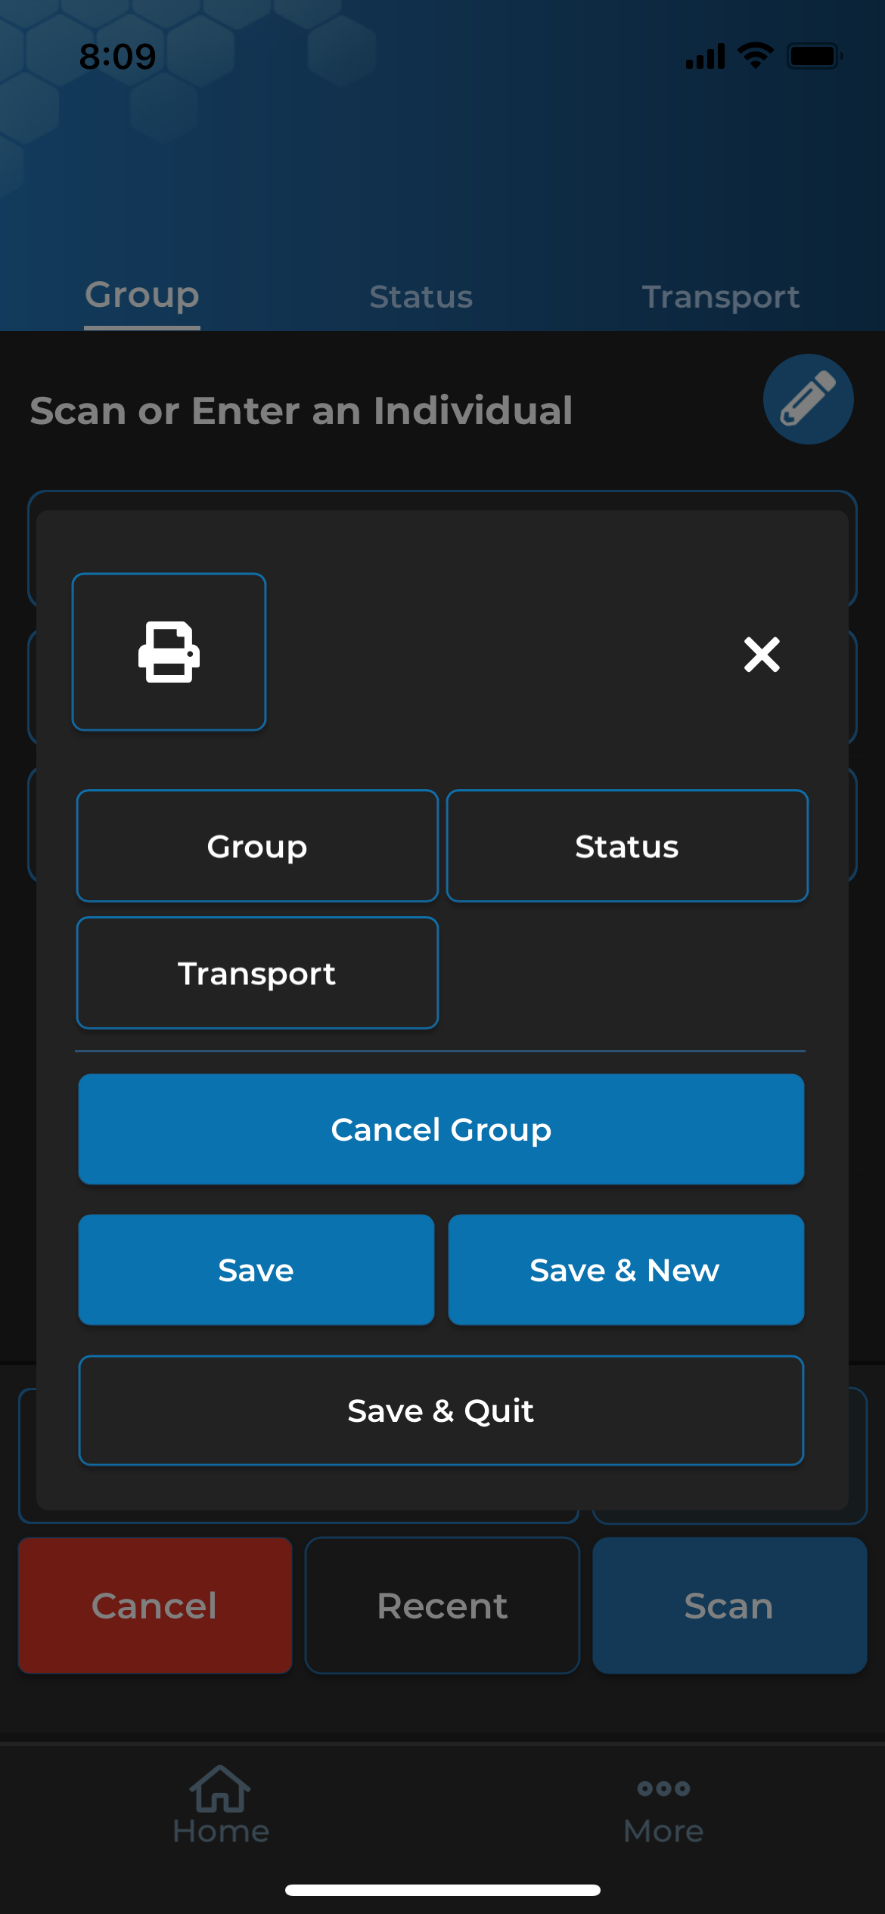 8:09
Group Status Transport
Scan or Enter an Individual
Group Status
Transport
Cancel Group
Save Save & New
Save & Quit
Cancel Recent Scan
Home More